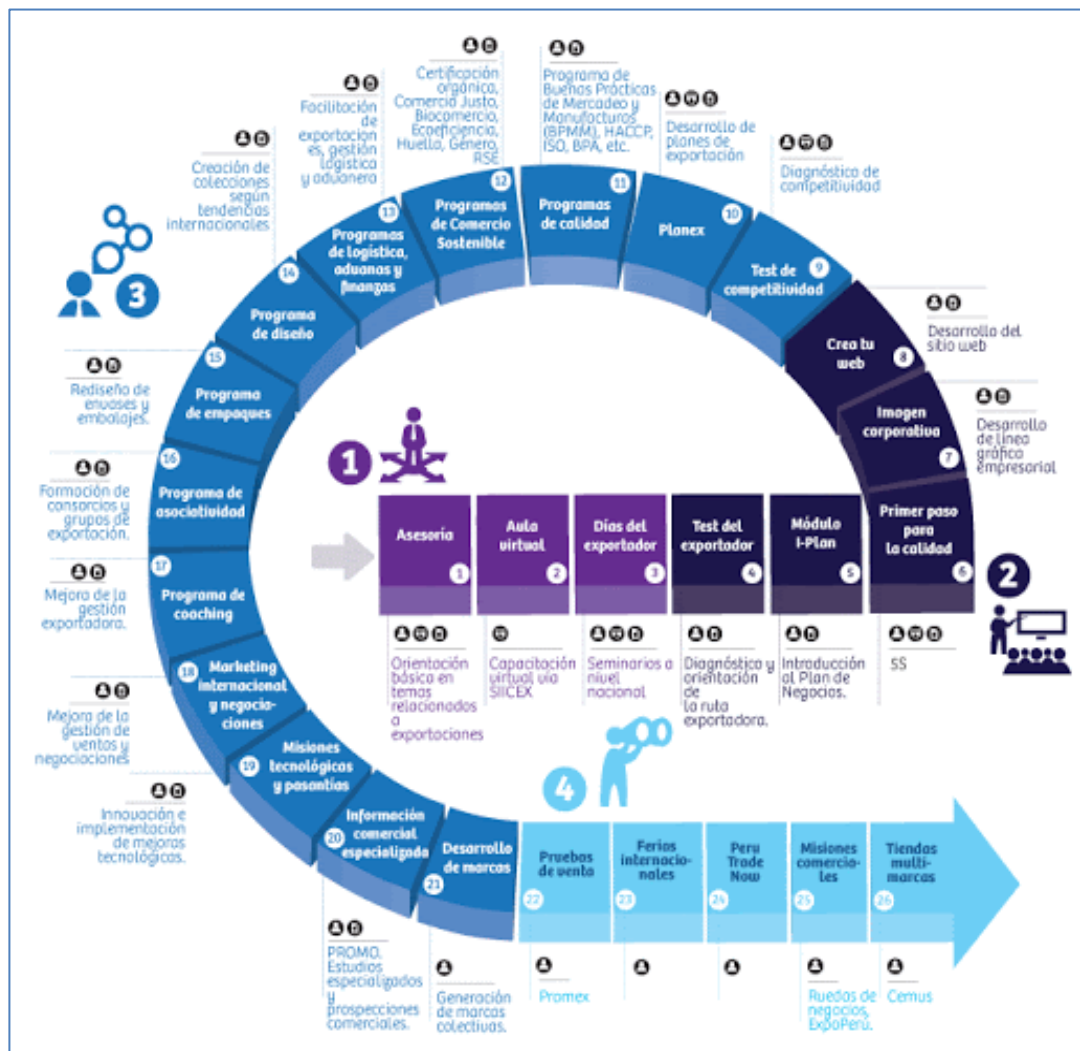 Certificación
orgánica,
Comercio Justo,
Biocomercio,
Ecoeficiencia,
Huella, Género,
RSE
Programa de
Buenas Prácticas
de Mercadeo y
Manufacturas
(BPMM), HACCP,
ISO, BPA, etc.
Desarrollo de
planes de
exportación
Diagnóstico de
competitividad
Facilitación
de
exportacion
es, gestión
logística
y aduanera
Creación de
colecciones
según
tendencias
internacionales
3
12
Programas
de Comercio
Sostenible
11
Programas
de calidad
10
Planex
9
Test de
competitividad
13
Programas
de logística,
aduanas y
finanzas
14
Programa
de diseño
15
Programa
de empaques
16
Programa de
asociatividad
17
Programa de
coaching
18
Marketing
internacional
y negocia-
ciones
19
Misiones
tecnológicas
y pasantías
20
Información
comercial
especializada
21
Desarrollo
de marcas
Crea tu
web
8
Imagen
corporativa
7
Desarrollo del
sitio web
Desarrollo
de línea
gráfica
empresarial
Rediseño de
envases y
embalajes.
Formación de
consorcios y
grupos de
exportación.
Mejora de la
gestión
exportadora.
Mejora de la
gestión de
ventas y
negociaciones
Innovación e
implementación
de mejoras
tecnológicas.
PROMO.
Estudios
especializados
y
prospecciones
comerciales.
Generación
de marcas
colectivas.
1
Asesoría
1
Aula
virtual
2
Días del
exportador
3
Test del
exportador
4
Módulo
i-Plan
5
Primer paso
para
la calidad
6
2
Orientación
básica en
temas
relacionados
a
exportaciones
Capacitación
virtual vía
SIICEX
Seminarios a
nivel
nacional
Diagnóstico y
orientación
de
la ruta
exportadora.
Introducción
al Plan de
Negocios.
SS
4
Pruebas
de venta
22
Ferias
internacio-
nales
23
Peru
Trade
Now
24
Misiones
comercia-
les
25
Tiendas
multi-
marcas
26
Promex
Ruedas de
negocios,
ExpoPerú.
Cemus